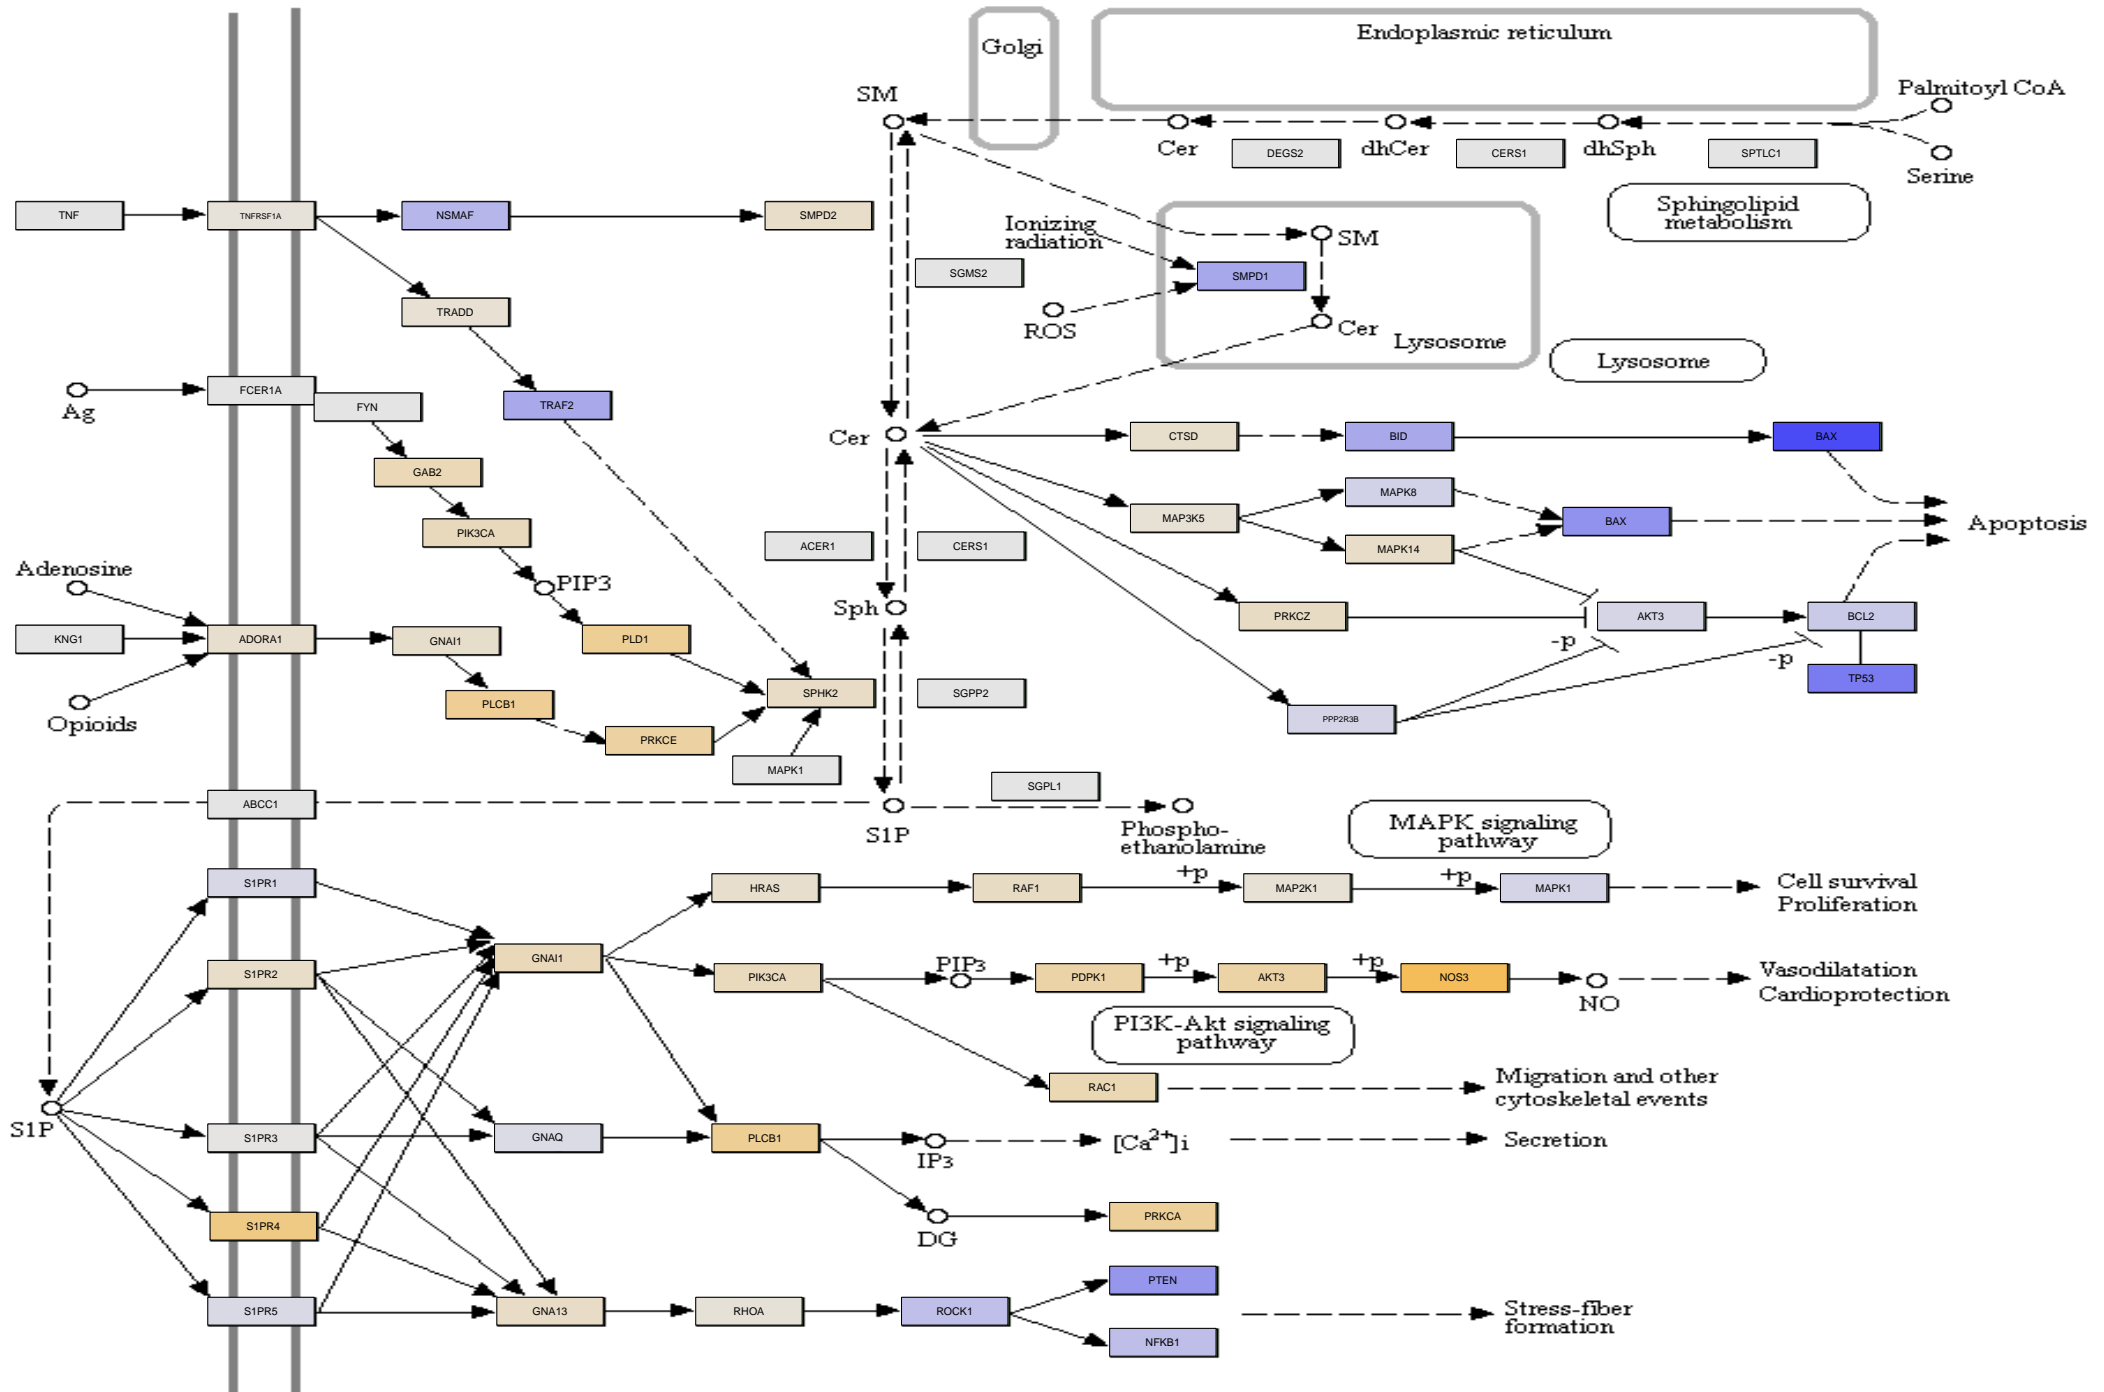 Golgi
Endoplasmic reticulum
SM
Palmitoyl CoA
Cer
DEGS2
dhCer
CERS1
dhSph
SPTLC1
Serine
TNF
TNFRSF1A
NSMAF
SMPD2
Sphingolipid
metabolism
Ionizing
radiation
SM
SGMS2
SMPD1
TRADD
ROS
Cer
Lysosome
Lysosome
FCER1A
Ag
FYN
TRAF2
Cer
CTSD
BID
BAX
GAB2
MAPK8
PIK3CA
MAP3K5
BAX
Apoptosis
ACER1
CERS1
MAPK14
Adenosine
PIP3
Sph
PRKCZ
AKT3
BCL2
KNG1
ADORA1
GNAI1
PLD1
-p
-p
TP53
Opioids
PLCB1
SPHK2
SGPP2
PPP2R3B
PRKCE
MAPK1
SGPL1
ABCC1
S1P
Phospho-
ethanolamine
MAPK signaling
pathway
S1PR1
HRAS
RAF1
+p
MAP2K1
+p
MAPK1
Cell survival
Proliferation
GNAI1
S1PR2
PIK3CA
PIP3
PDPK1
+p
AKT3
+p
NOS3
NO
Vasodilatation
Cardioprotection
PI3K-Akt signaling
pathway
RAC1
Migration and other
cytoskeletal events
S1P
S1PR3
GNAQ
PLCB1
IP3
[Ca2+]i
Secretion
S1PR4
DG
PRKCA
PTEN
S1PR5
GNA13
RHOA
ROCK1
NFKB1
Stress-fiber
formation